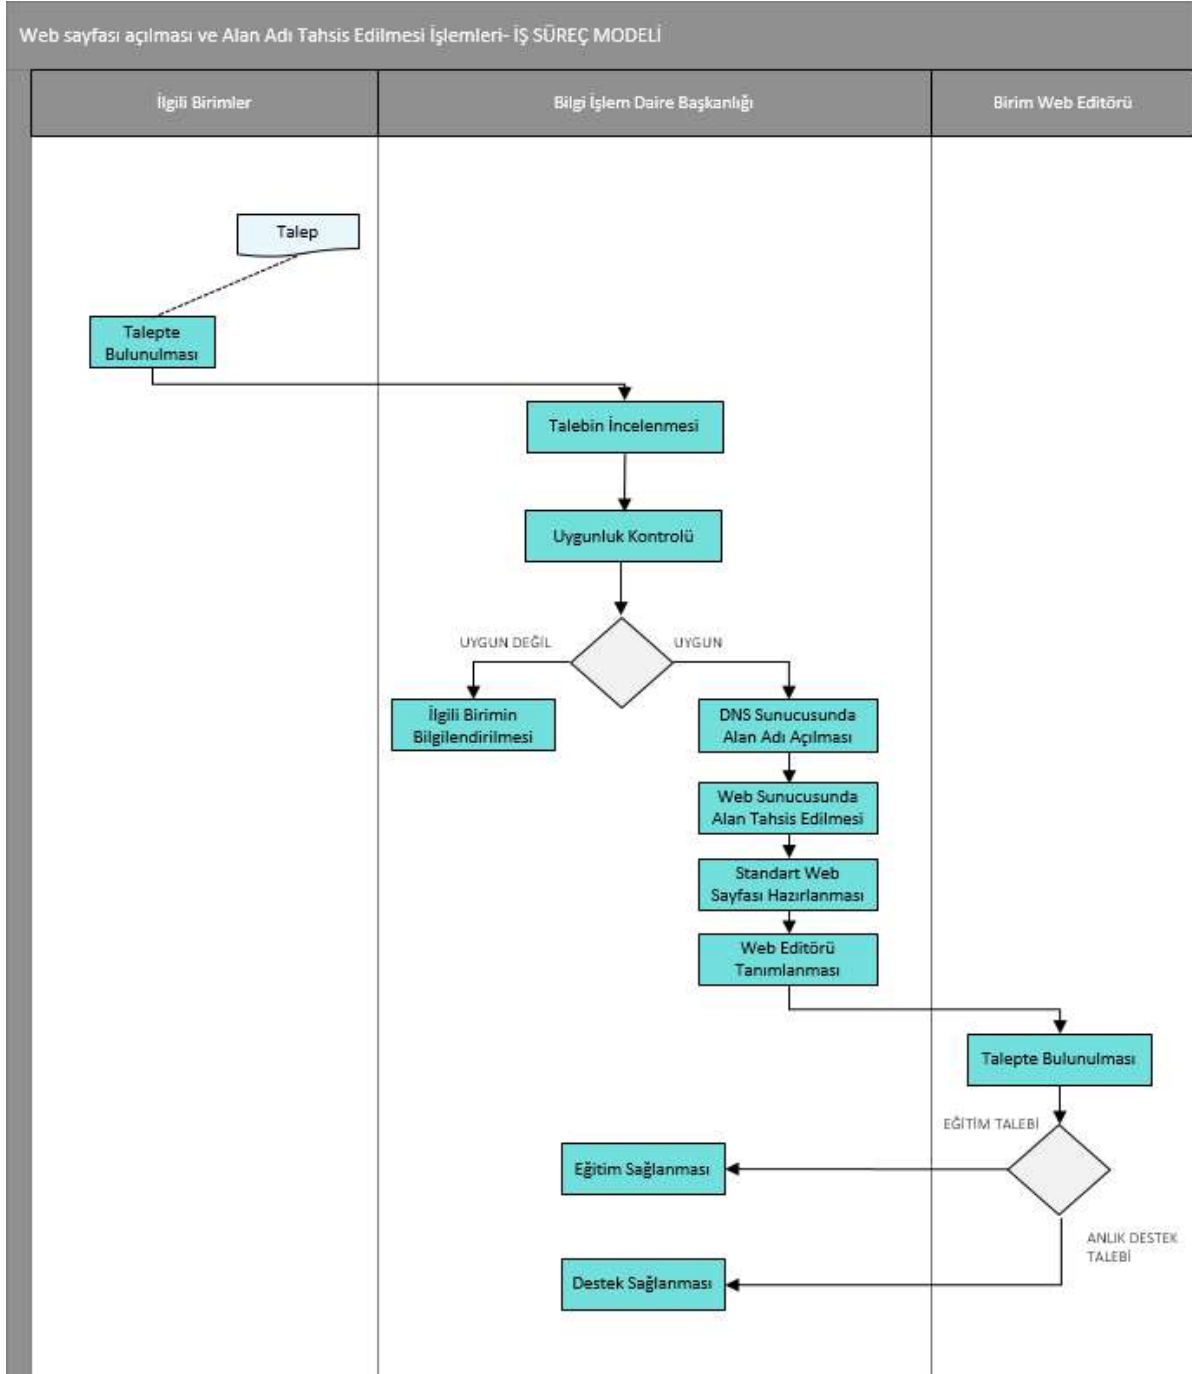 Web sayfası açılması ve Alan Adı Tahsis Edilmesi İşlemleri- İŞ SÜREÇ MODELİ
İlgili Birimler
Bilgi İşlem Daire Başkanlığı
Birim Web Editörü
Talep
Talepte
Bulunulması
Talebin İncelenmesi
Uygunluk Kontrolü
UYGUN DEĞİL
UYGUN
İlgili Birimin
Bilgilendirilmesi
DNS Sunucusunda
Alan Adı Açılması
Web Sunucusunda
Alan Tahsis Edilmesi
Standart Web
Sayfası Hazırlanması
Web Editörü
Tanımlanması
Talepte Bulunulması
EĞİTİM TALEBİ
Eğitim Sağlanması
ANLIK DESTEK
TALEBİ
Destek Sağlanması